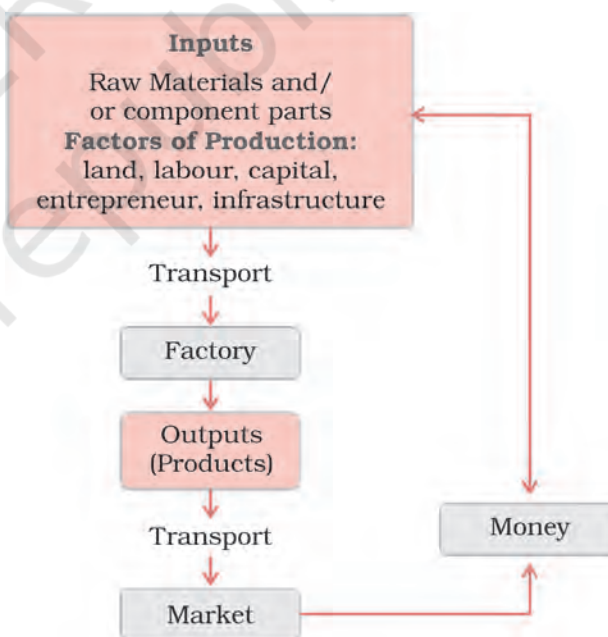 Inputs
Raw Materials and/
or component parts
Factors of Production:
land, labour, capital,
entrepreneur, infrastructure
Transport
Factory
Outputs
(Products)
Transport
Market
Money